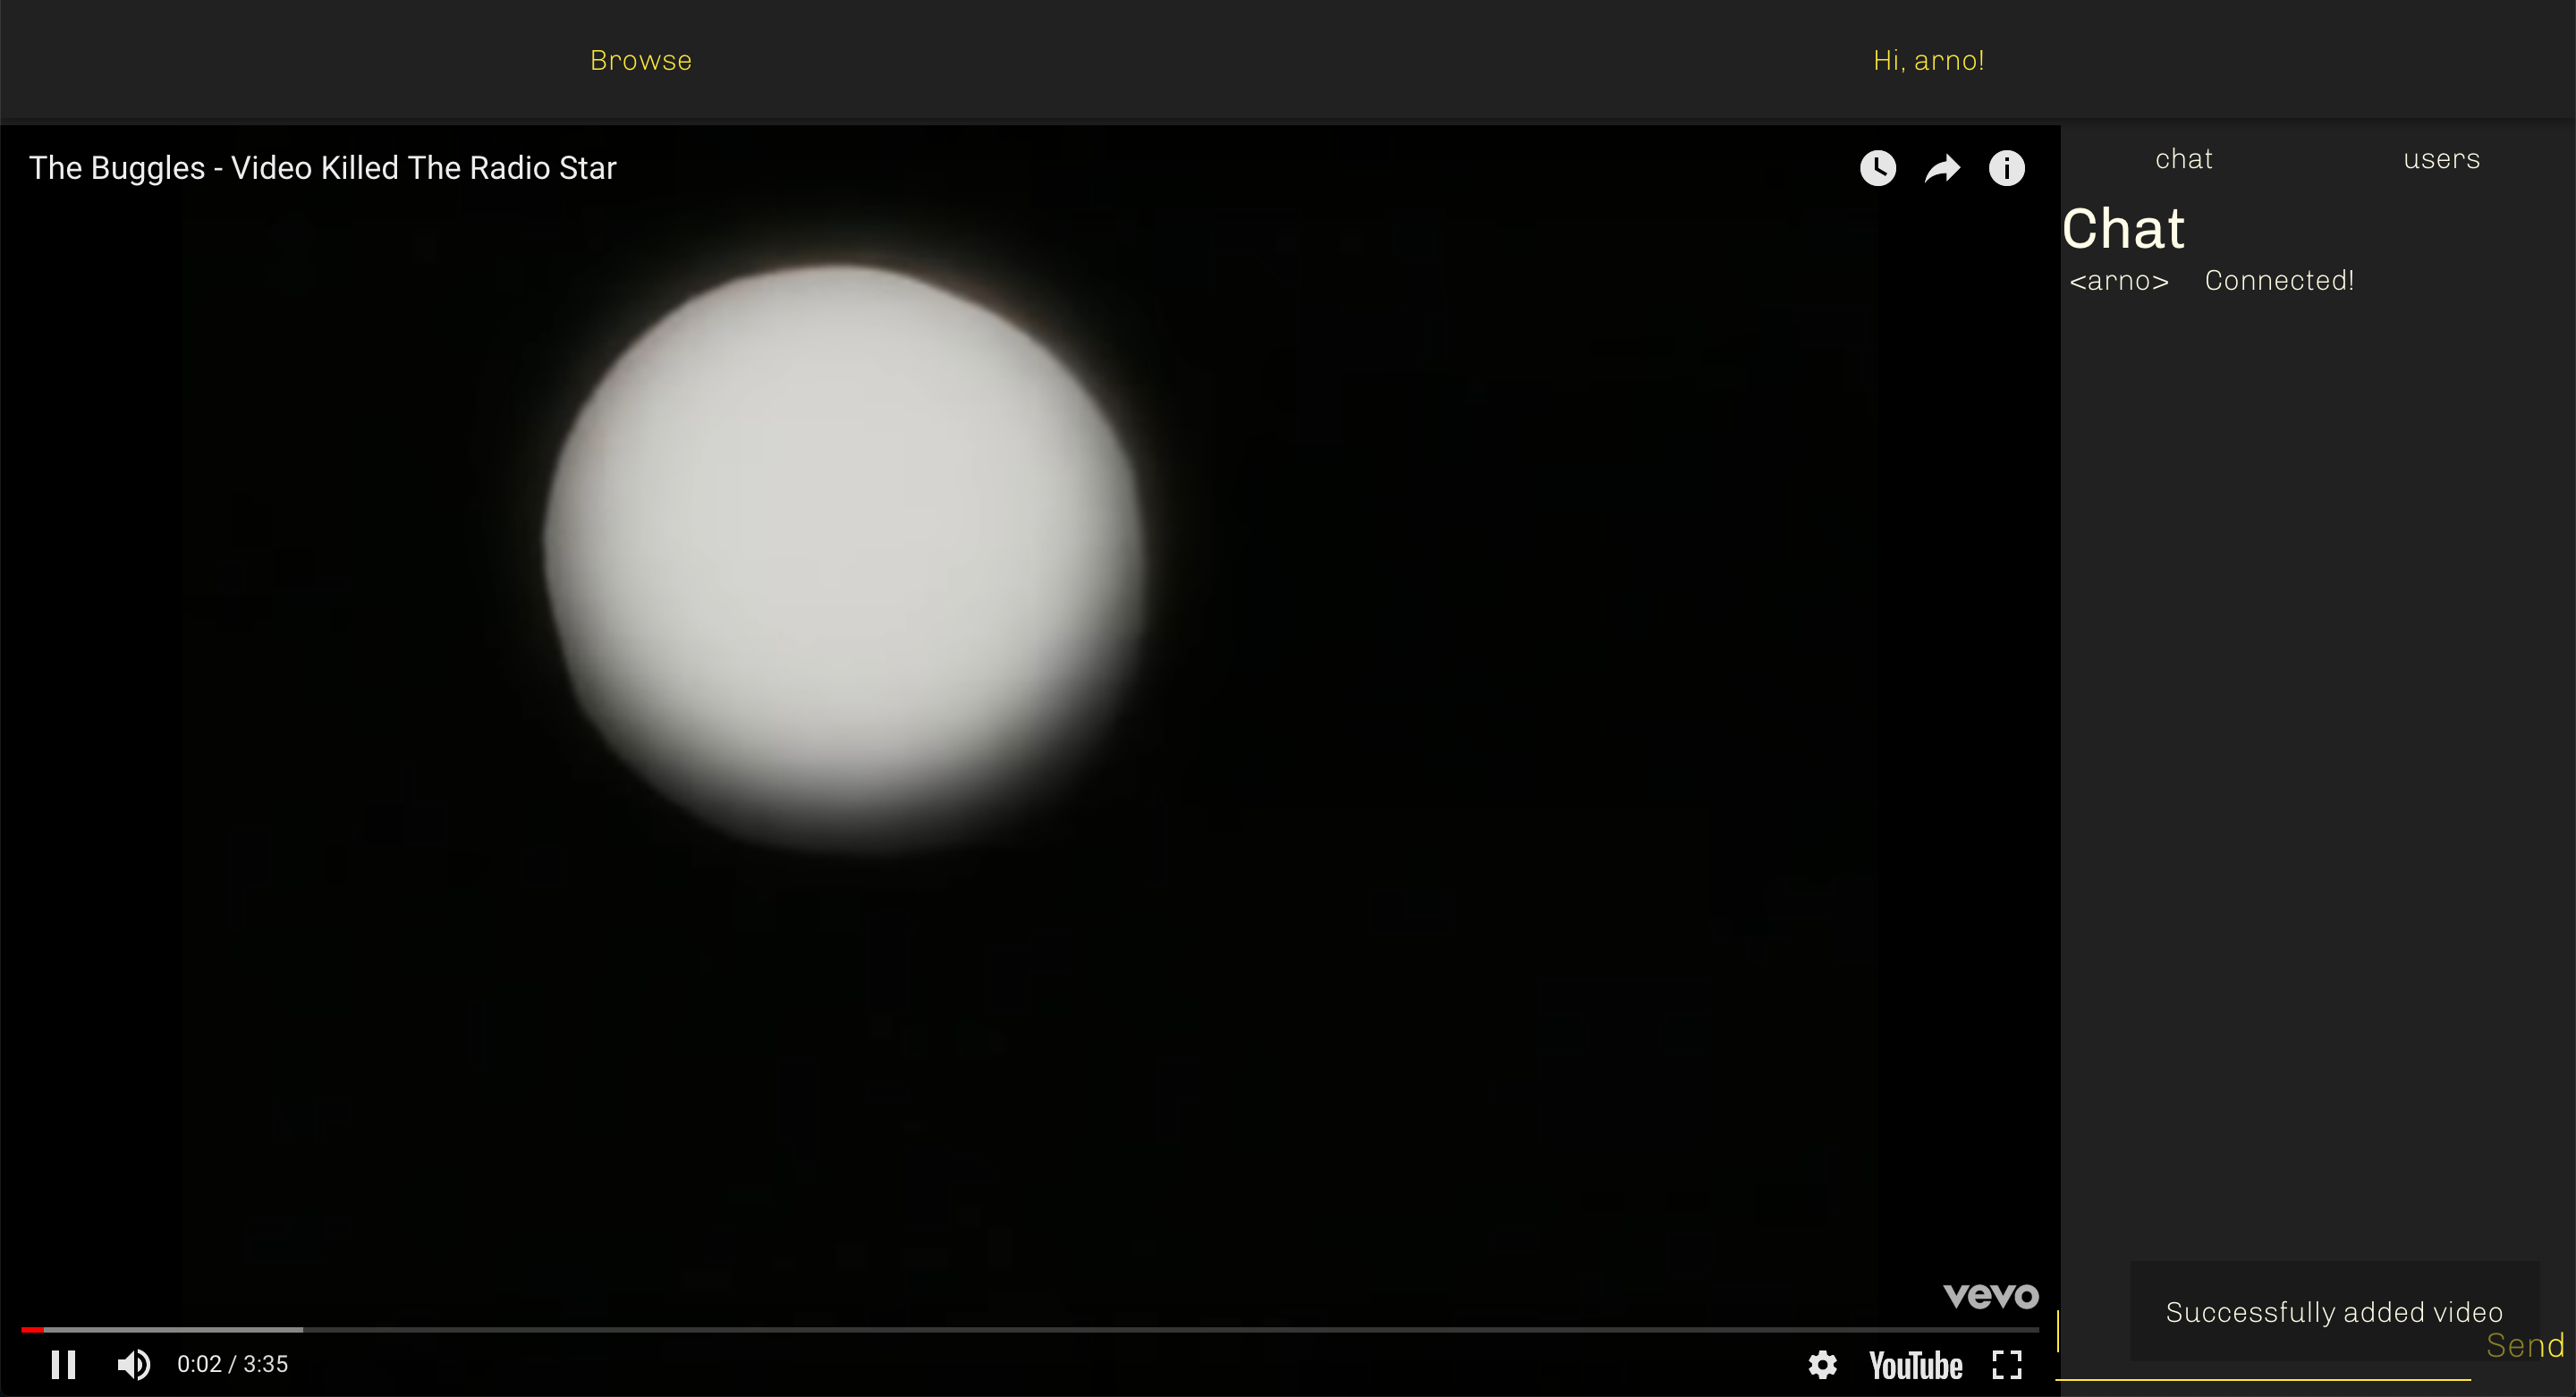 Browse
Hi, arno!
The Buggles - Video Killed The Radio Star
chat
users
Chat
<arno> Connected!
vevo
Successfully added video
Send
0:02 / 3:35
YouTube